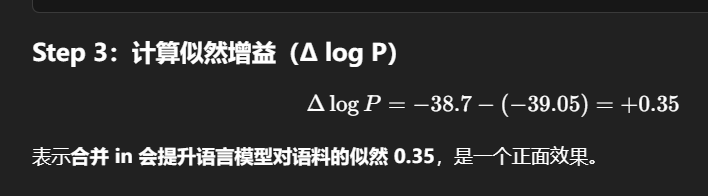 Step 3：计算似然增益（Δ log P）
Δ log P = −38.7 − (−39.05) = +0.35
表示合并 in 会提升语言模型对语料的似然 0.35，是一个正面效果。